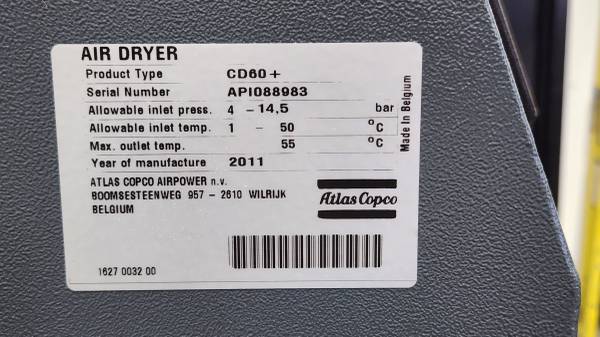 AIR DRYER
Product Type CD60+
Serial Number API088983
Allowable inlet press. 4 - 14,5 bar
Allowable inlet temp. 1 - 50 °C
Max. outlet temp. 55 °C
Year of manufacture 2011
Made in Belgium
ATLAS COPCO AIRPOWER n.v.
BOOMSESTEENWEG 957 - 2610 WILRIJK
BELGIUM
Atlas Copco
1627 0032 00